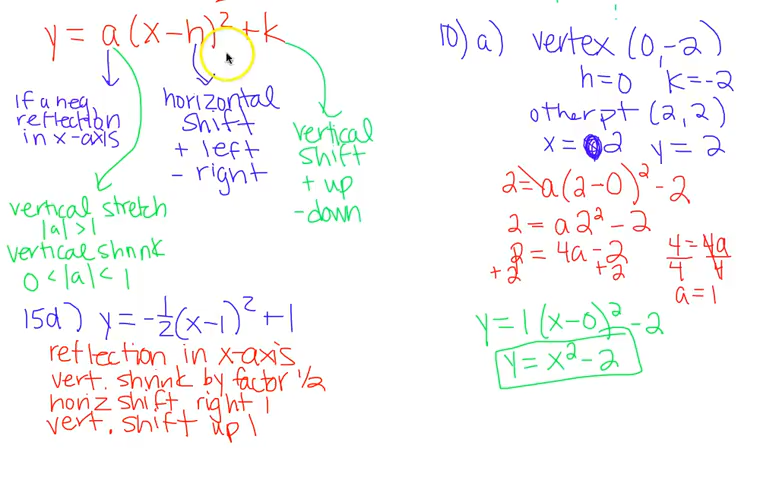 y = a(x-h)² + k
if a neg,
reflection
in x-axis
horizontal
shift
+ left
- right
vertical
shift
+ up
-down
vertical stretch
|a| > 1
vertical shrink
0 < |a| < 1
15d) y = -½(x-1)² + 1
reflection in x-axis
vert. shrink by factor ½
horiz shift right 1
vert. shift up 1
10) a) vertex (0,-2)
h=0 k=-2
other pt (2,2)
x = 2 y = 2
2 = a(2-0)² - 2
2 = a2² - 2
2 = 4a - 2
+2 +2
4 = 4a
4 4
a = 1
y = 1(x-0)² - 2
y = x² - 2